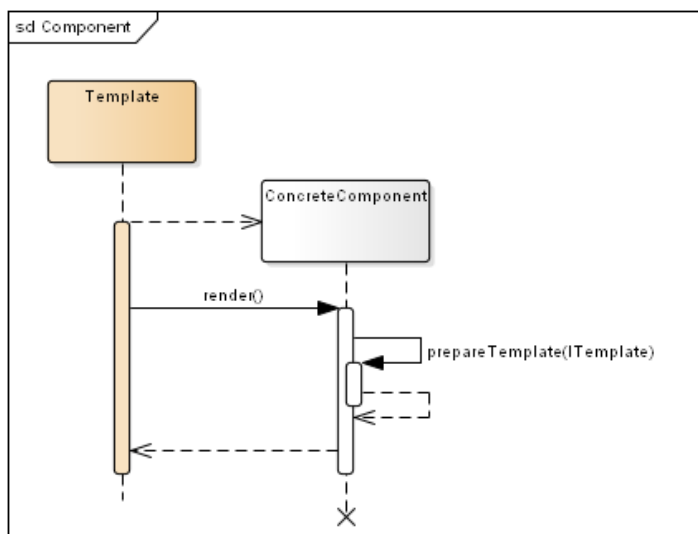 sd Component
Template
ConcreteComponent
render()
prepareTemplate(ITemplate)